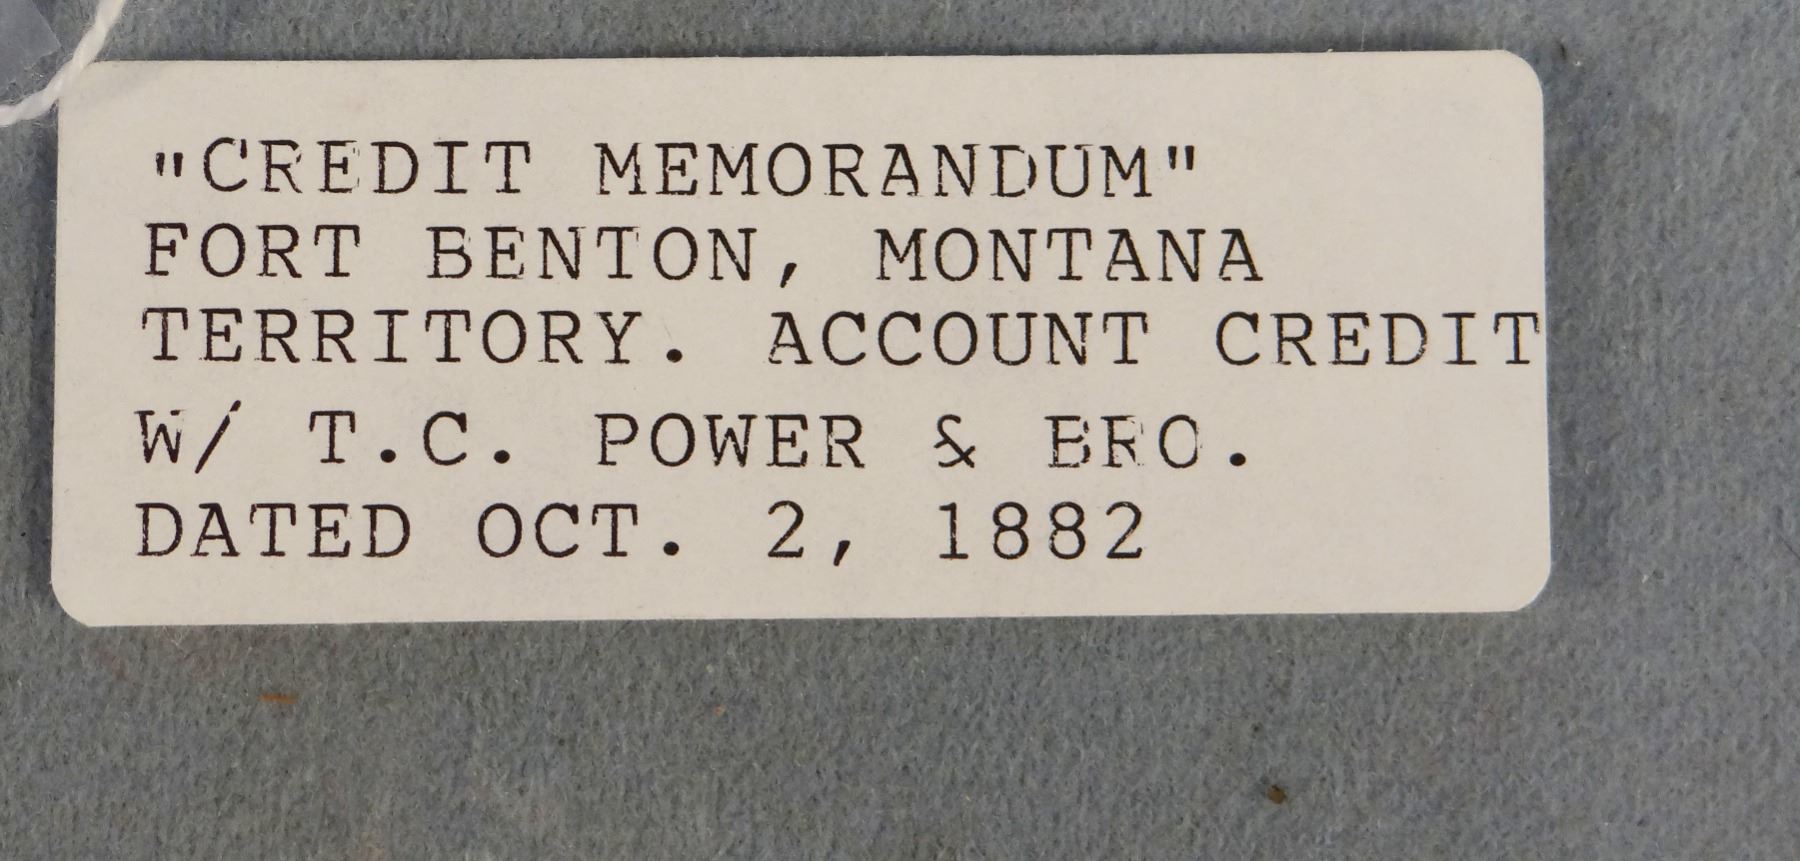 "CREDIT MEMORANDUM"
FORT BENTON, MONTANA
TERRITORY. ACCOUNT CREDIT
W/ T.C. POWER & BRO.
DATED OCT. 2, 1882